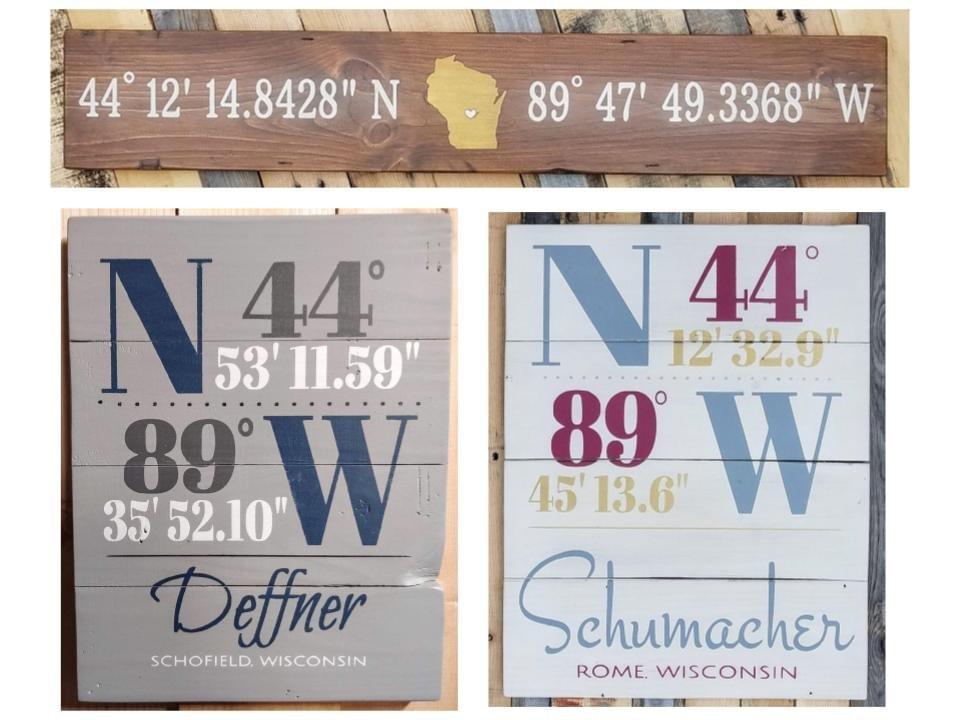 44° 12' 14.8428" N 89° 47' 49.3368" W
N 44°
53' 11.59"
89° W
35' 52.10"
Deffner
SCHOFIELD, WISCONSIN
N 44°
12' 32.9"
89° W
45' 13.6"
Schumacher
ROME, WISCONSIN